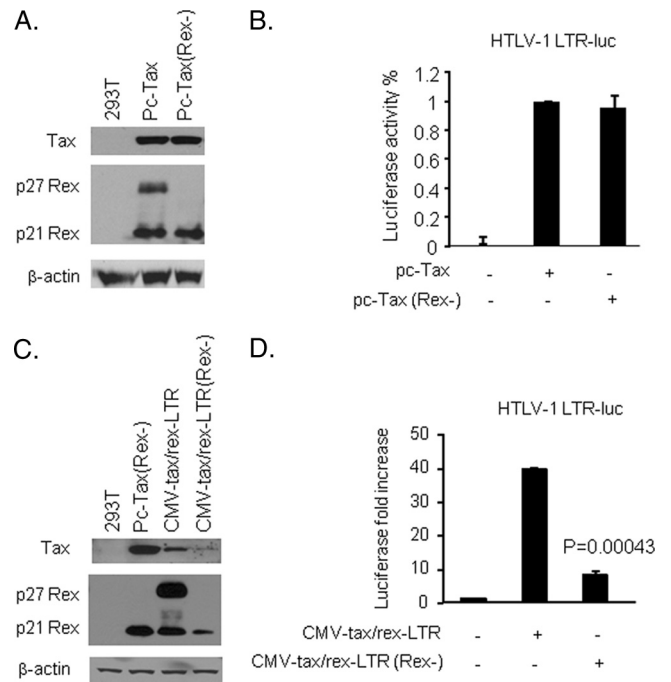 A.
293T
Pc-Tax
Pc-Tax(Rex-)
Tax
p27 Rex
p21 Rex
β-actin
B.
HTLV-1 LTR-luc
Luciferase activity %
1.2
1
0.8
0.6
0.4
0.2
0
pc-Tax - + -
pc-Tax (Rex-) - - +
C.
293T
Pc-Tax(Rex-)
CMV-tax/rex-LTR
CMV-tax/rex-LTR(Rex-)
Tax
p27 Rex
p21 Rex
β-actin
D.
HTLV-1 LTR-luc
Luciferase fold increase
50
40
30
20
10
0
P=0.00043
CMV-tax/rex-LTR - + -
CMV-tax/rex-LTR (Rex-) - - +